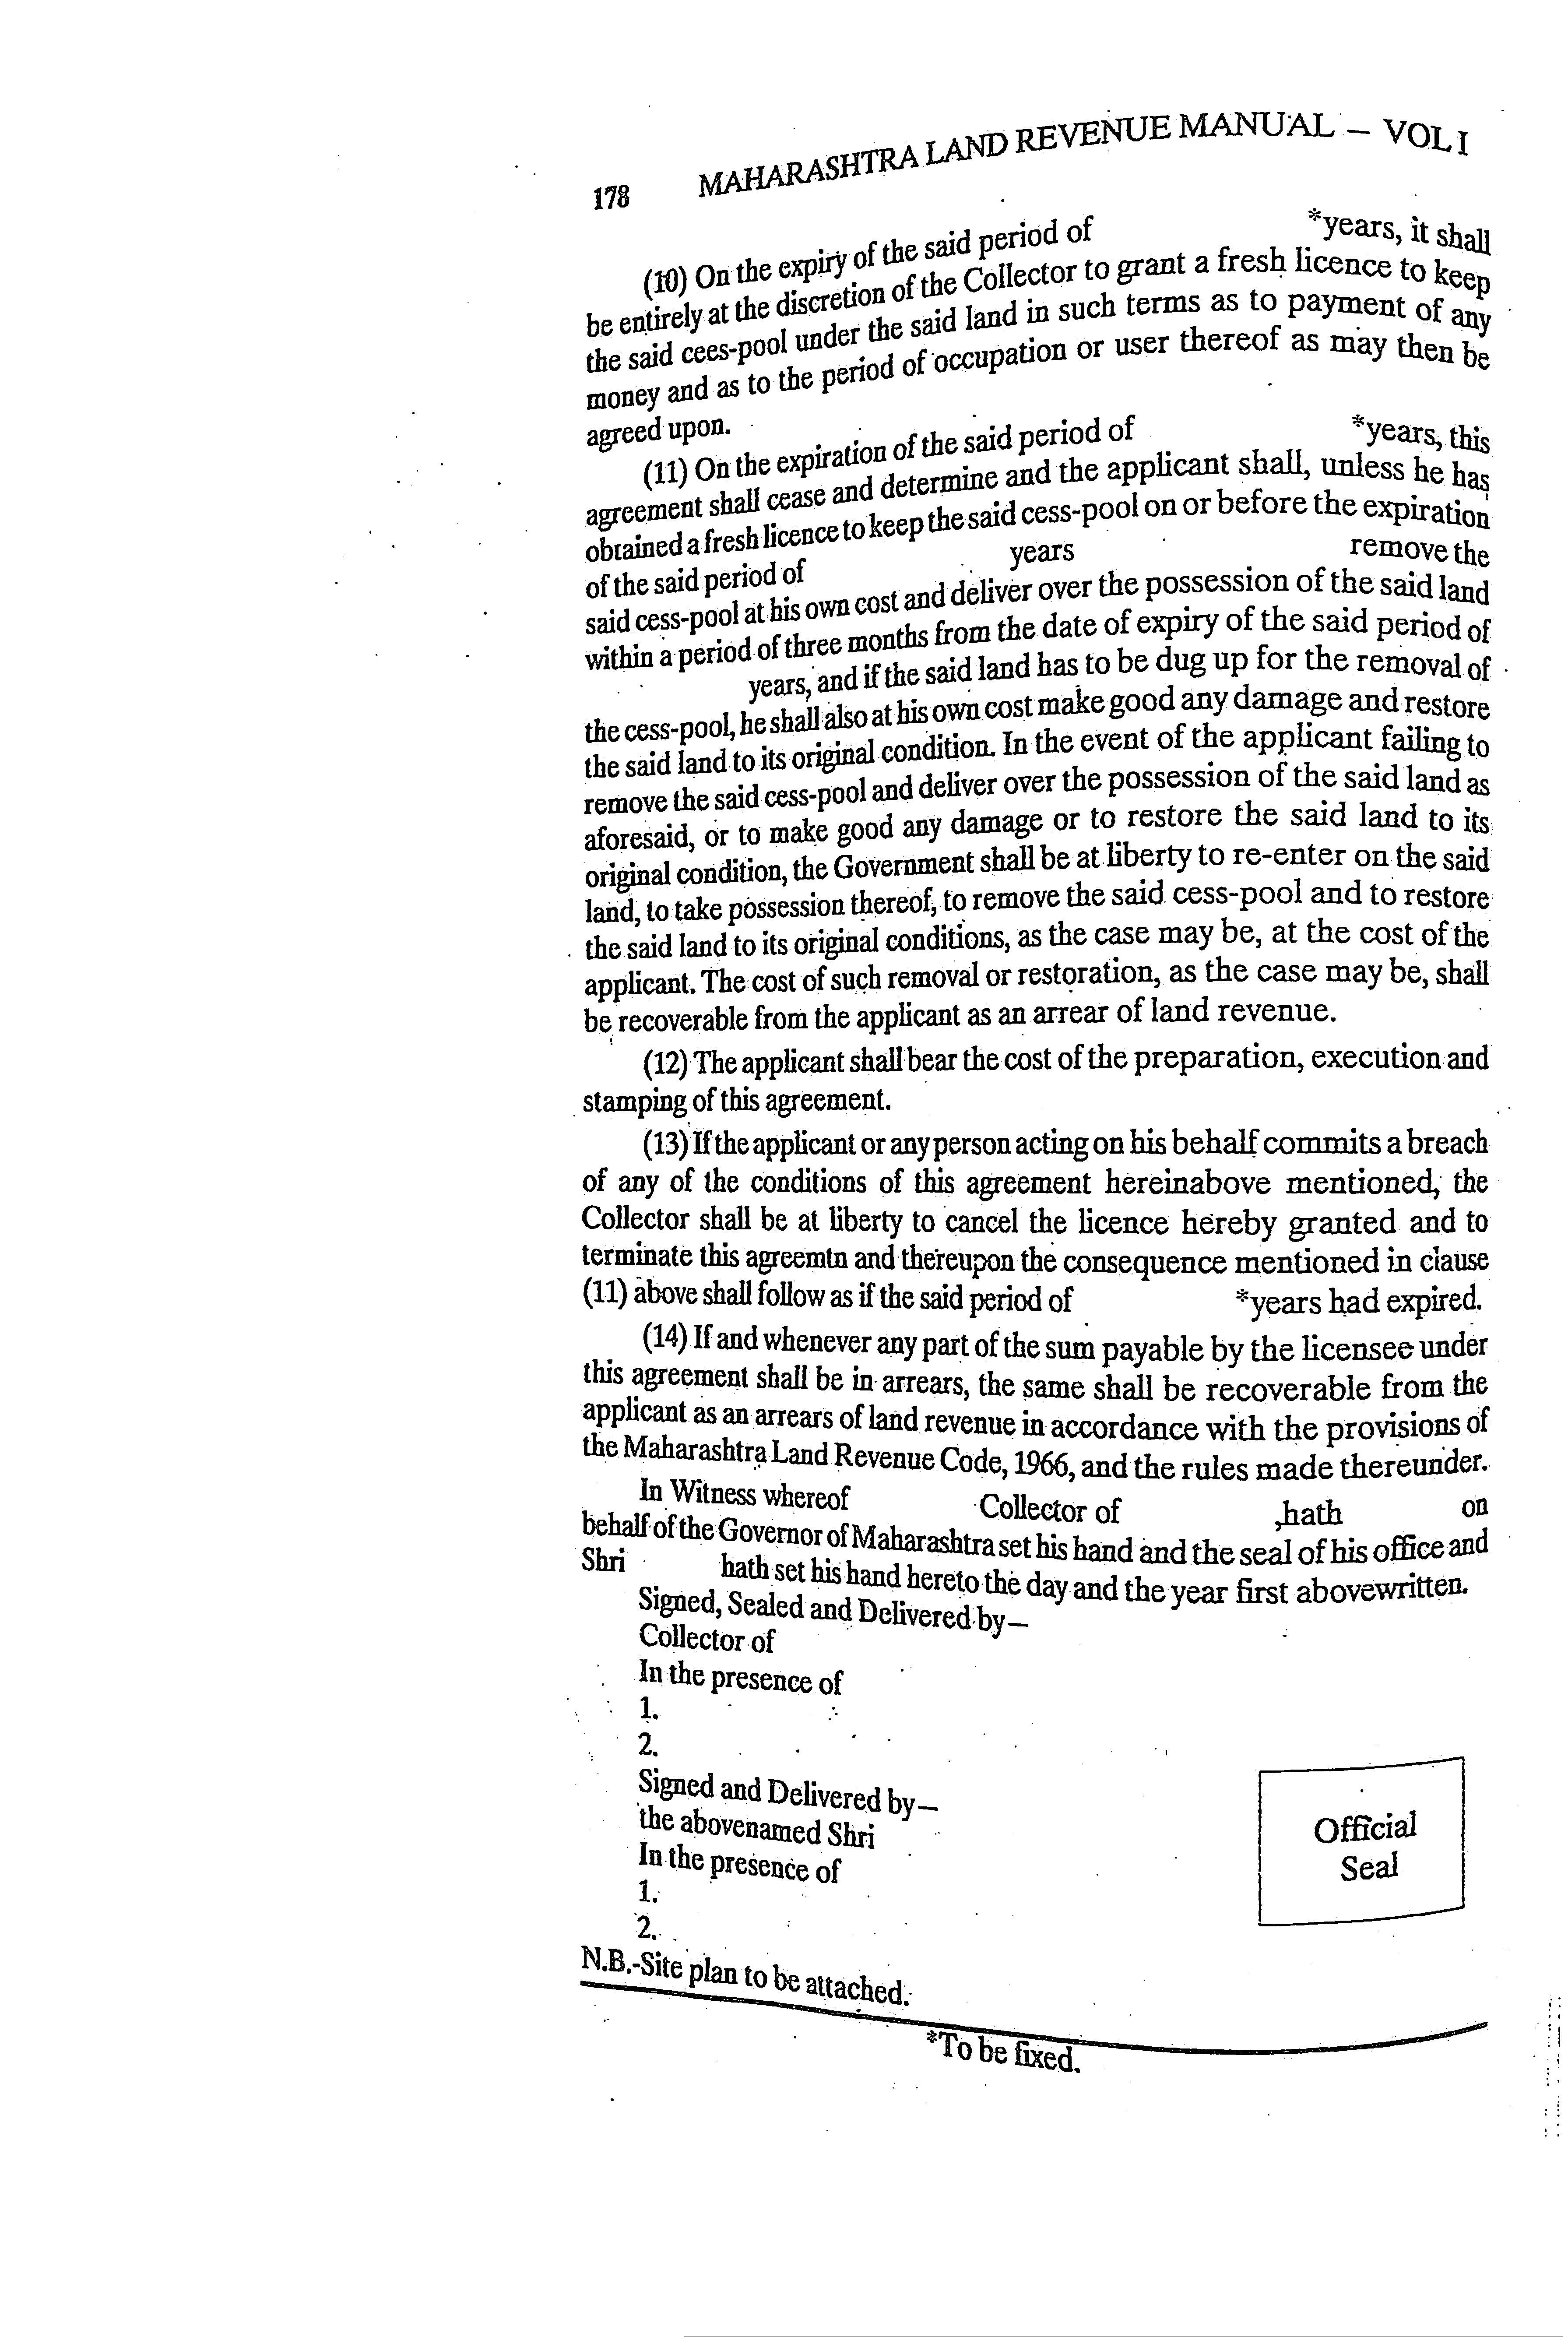 178 MAHARASHTRA LAND REVENUE MANUAL – VOL I
(10) On the expiry of the said period of *years, it shall
be entirely at the discretion of the Collector to grant a fresh licence to keep
the said cees-pool under the said land in such terms as to payment of any
money and as to the period of occupation or user thereof as may then be
agreed upon.
(11) On the expiration of the said period of *years, this
agreement shall cease and determine and the applicant shall, unless he has
obtained a fresh licence to keep the said cess-pool on or before the expiration
of the said period of years remove the
said cess-pool at his own cost and deliver over the possession of the said land
within a period of three months from the date of expiry of the said period of
years, and if the said land has to be dug up for the removal of
the cess-pool, he shall also at his own cost make good any damage and restore
the said land to its original condition. In the event of the applicant failing to
remove the said cess-pool and deliver over the possession of the said land as
aforesaid, or to make good any damage or to restore the said land to its
original condition, the Government shall be at liberty to re-enter on the said
land, to take possession thereof, to remove the said cess-pool and to restore
the said land to its original conditions, as the case may be, at the cost of the
applicant. The cost of such removal or restoration, as the case may be, shall
be recoverable from the applicant as an arrear of land revenue.
(12) The applicant shall bear the cost of the preparation, execution and
stamping of this agreement.
(13) If the applicant or any person acting on his behalf commits a breach
of any of the conditions of this agreement hereinabove mentioned, the
Collector shall be at liberty to cancel the licence hereby granted and to
terminate this agreemtn and thereupon the consequence mentioned in clause
(11) above shall follow as if the said period of *years had expired.
(14) If and whenever any part of the sum payable by the licensee under
this agreement shall be in arrears, the same shall be recoverable from the
applicant as an arrears of land revenue in accordance with the provisions of
the Maharashtra Land Revenue Code, 1966, and the rules made thereunder.
In Witness whereof Collector of ,hath on
behalf of the Governor of Maharashtra set his hand and the seal of his office and
Shri hath set his hand hereto the day and the year first abovewritten.
Signed, Sealed and Delivered by—
Collector of
In the presence of
1.
2.
Signed and Delivered by—
the abovenamed Shri
In the presence of
1.
2.
Official
Seal
N.B.-Site plan to be attached.
*To be fixed.